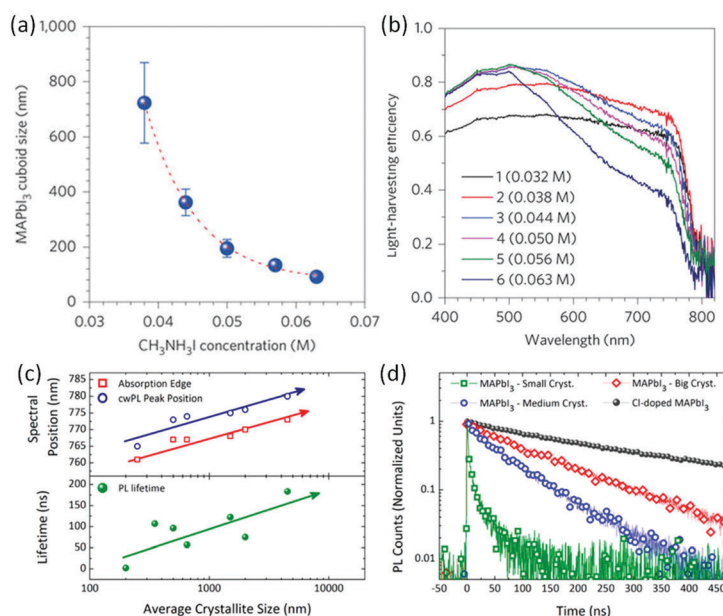 (a)
MAPbI3 cuboid size (nm)
1,000
800
600
400
200
0
0.03 0.04 0.05 0.06 0.07
CH3NH3I concentration (M)
(b)
Light-harvesting efficiency
1.0
0.8
0.6
0.4
0.2
0.0
1 (0.032 M)
2 (0.038 M)
3 (0.044 M)
4 (0.050 M)
5 (0.056 M)
6 (0.063 M)
400 500 600 700 800
Wavelength (nm)
(c)
Absorption Edge
cwPL Peak Position
Spectral
Position (nm)
785
780
775
770
765
760
PL lifetime
Lifetime (ns)
200
150
100
50
0
100 1000 10000
Average Crystallite Size (nm)
(d)
MAPbI3 - Small Cryst.
MAPbI3 - Big Cryst.
MAPbI3 - Medium Cryst.
Cl-doped MAPbI3
PL Counts (Normalized Units)
1
0.1
0.01
-50 0 50 100 150 200 250 300 350 400 450
Time (ns)